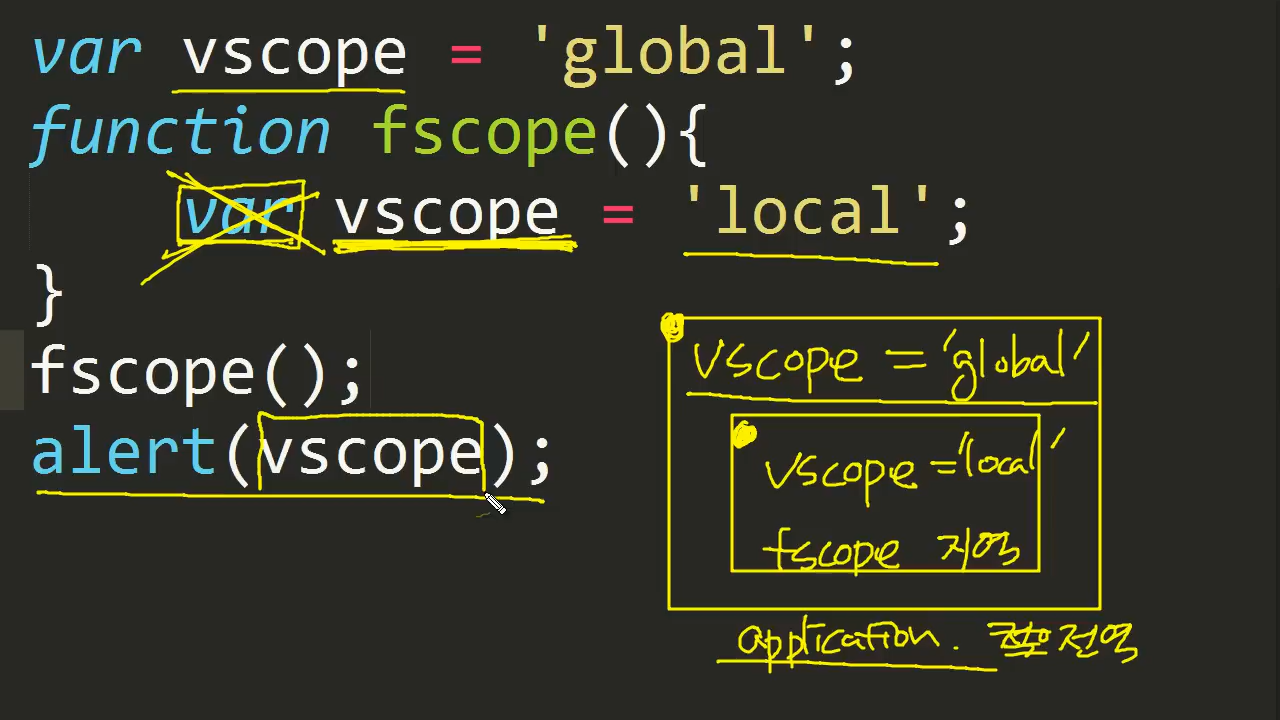 var vscope = 'global';
function fscope(){
var vscope = 'local';
}
fscope();
alert(vscope);
vscope = 'global'
vscope = 'local'
fscope 지역
application. 전역